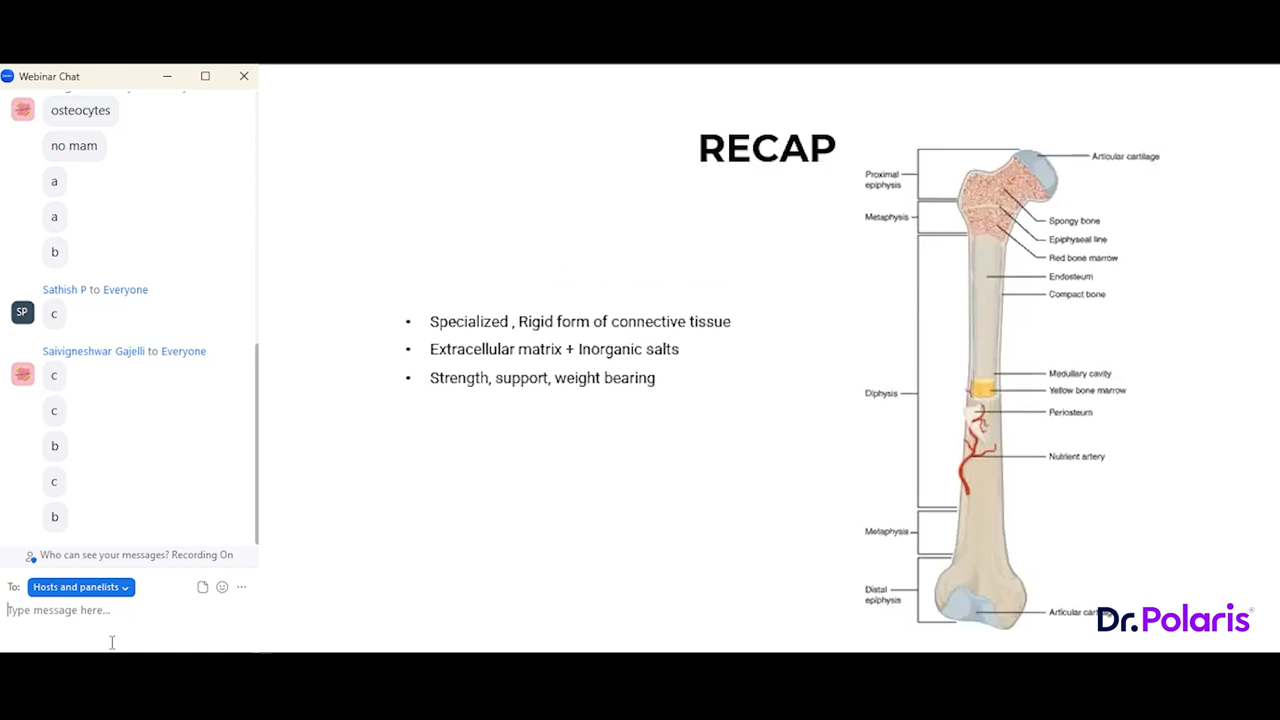 Webinar Chat
osteocytes
no mam
a
a
b
Sathish P to Everyone
SP
c
Saivigneshwar Gajelli to Everyone
c
c
b
c
b
Who can see your messages? Recording On
To: Hosts and panelists
Type message here...
RECAP
• Specialized , Rigid form of connective tissue
• Extracellular matrix + Inorganic salts
• Strength, support, weight bearing
Proximal
epiphysis
Metaphysis
Diphysis
Metaphysis
Distal
epiphysis
Articular cartilage
Spongy bone
Epiphyseal line
Red bone marrow
Endosteum
Compact bone
Medullary cavity
Yellow bone marrow
Periosteum
Nutrient artery
Articular
Dr.Polaris